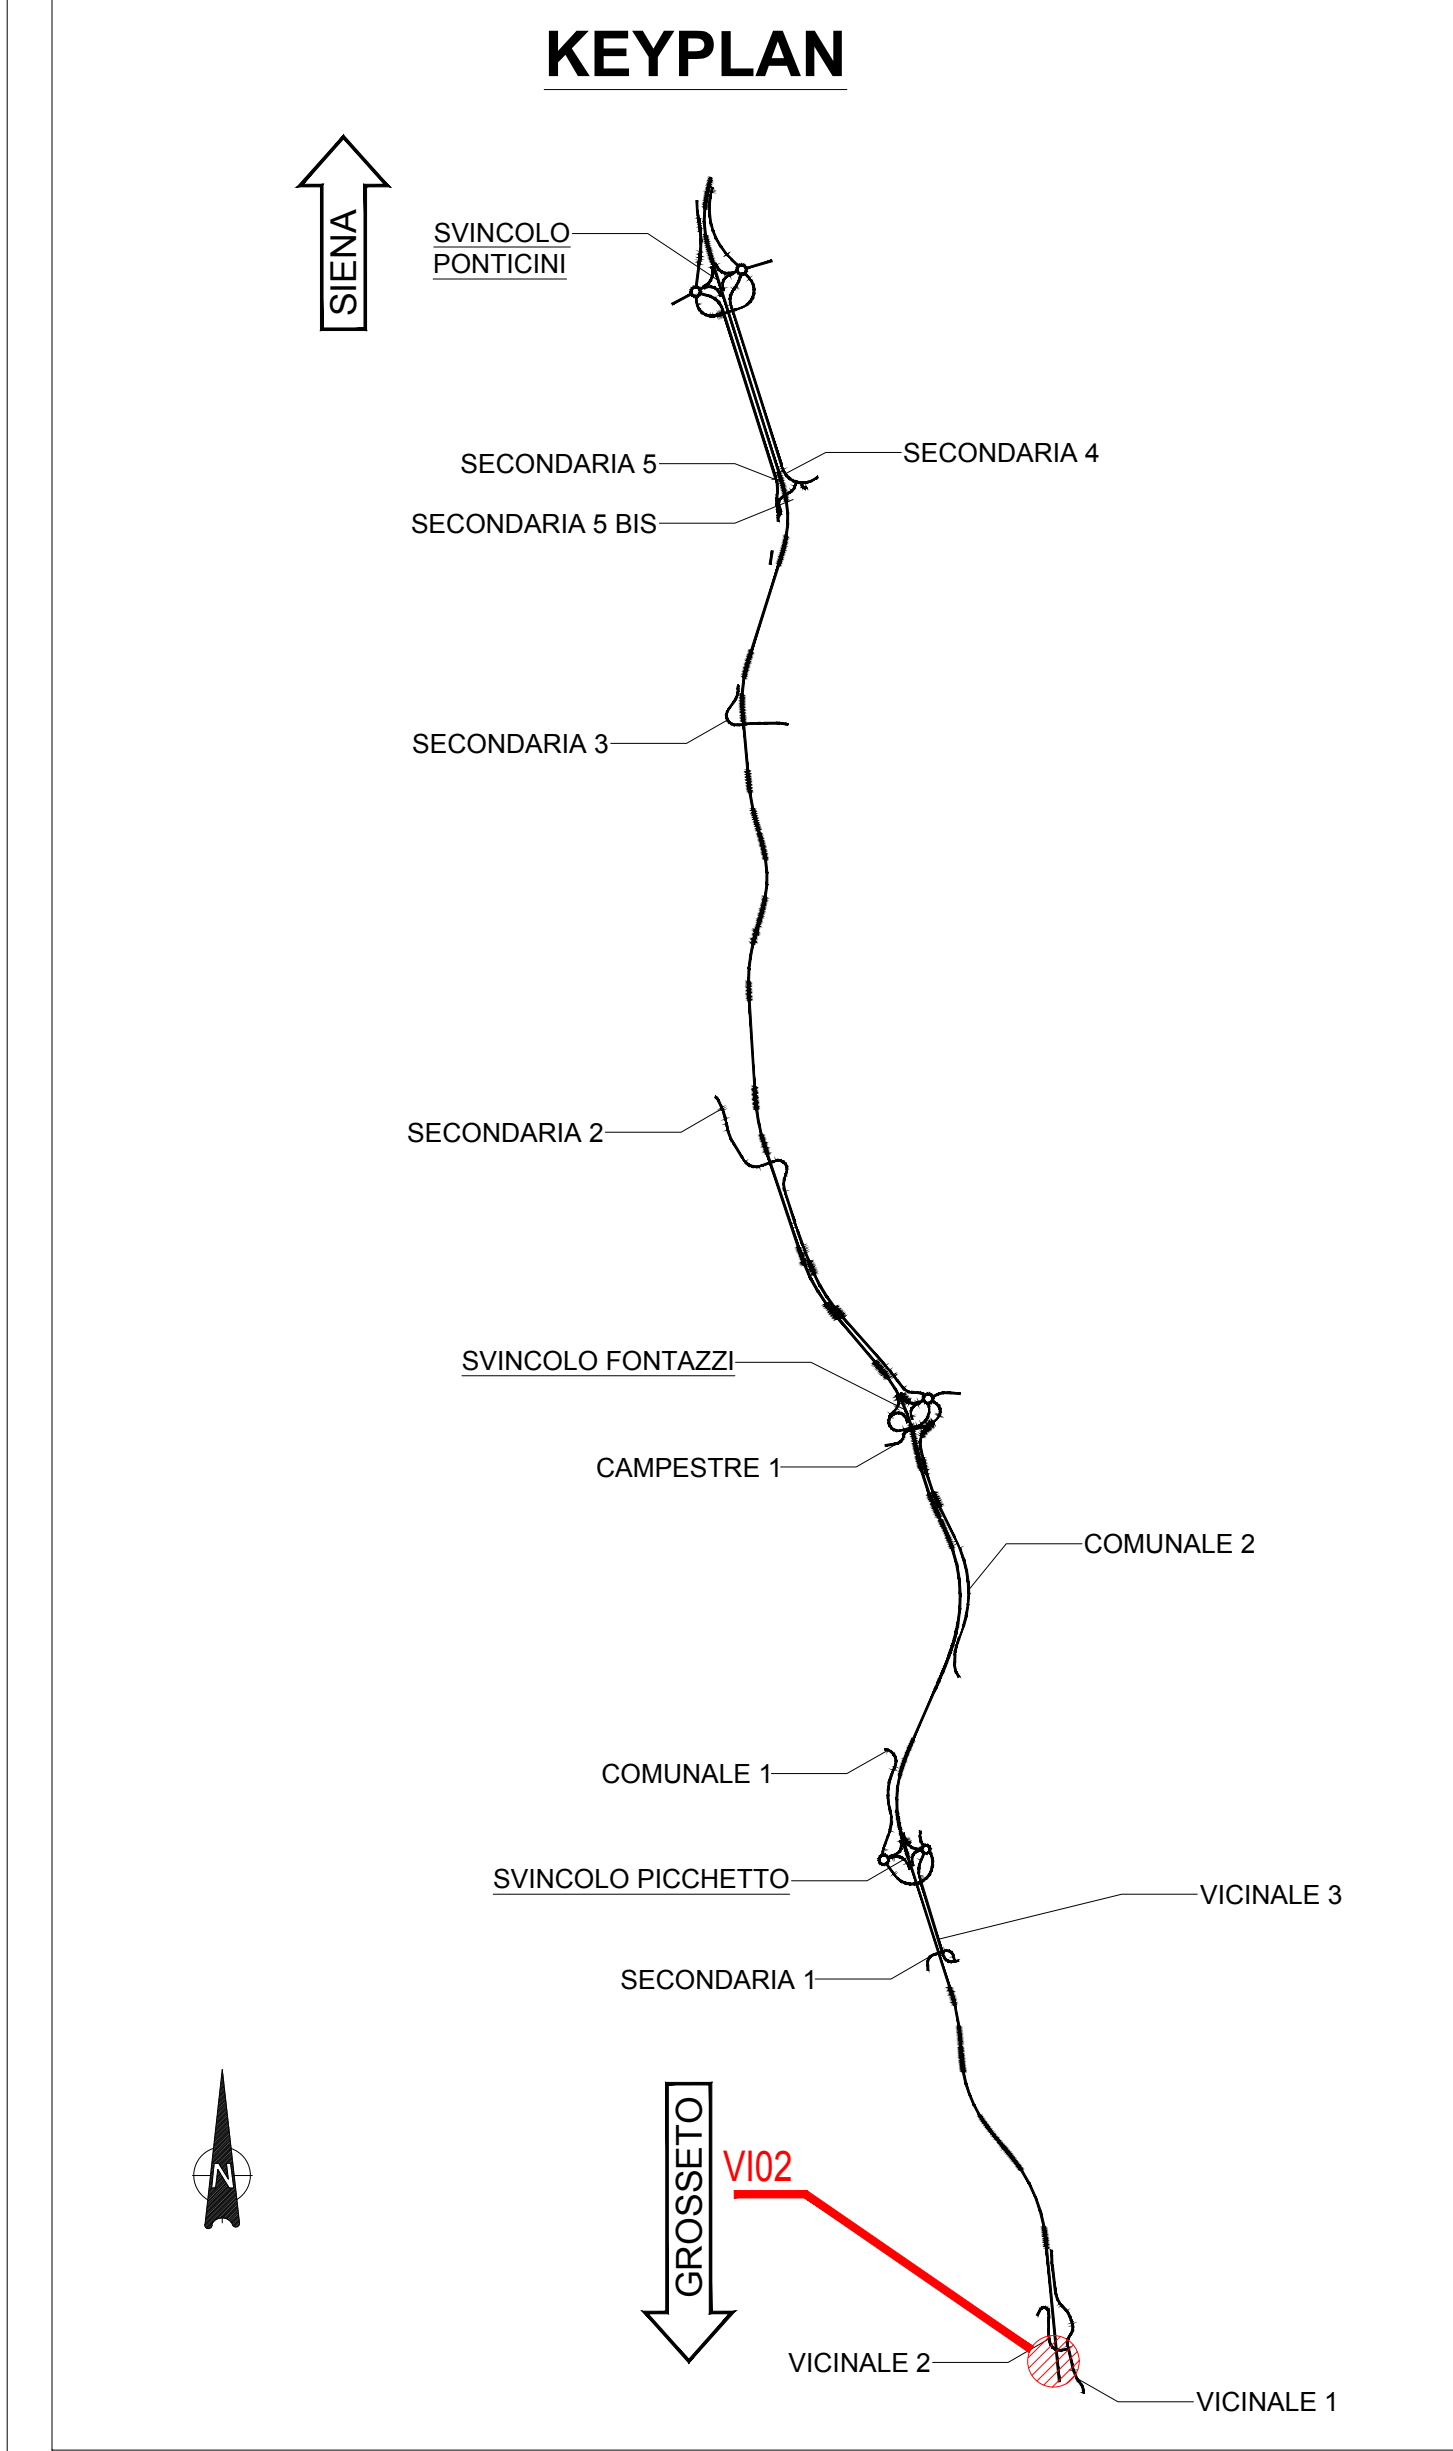 KEYPLAN
SIENA
SVINCOLO
PONTICINI
SECONDARIA 4
SECONDARIA 5
SECONDARIA 5 BIS
SECONDARIA 3
SECONDARIA 2
SVINCOLO FONTAZZI
CAMPESTRE 1
COMUNALE 2
COMUNALE 1
SVINCOLO PICCHETTO
VICINALE 3
SECONDARIA 1
GROSSETO
VI02
N
VICINALE 2
VICINALE 1